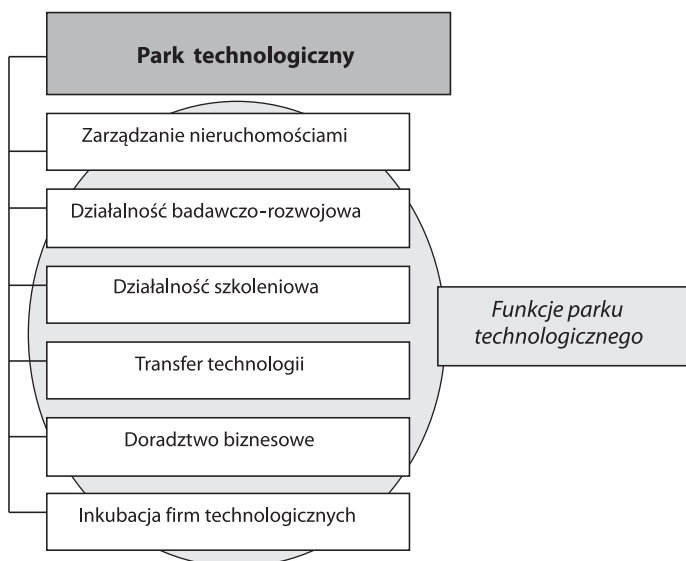 Park technologiczny
Zarządzanie nieruchomościami
Działalność badawczo-rozwojowa
Działalność szkoleniowa
Funkcje parku
technologicznego
Transfer technologii
Doradztwo biznesowe
Inkubacja firm technologicznych